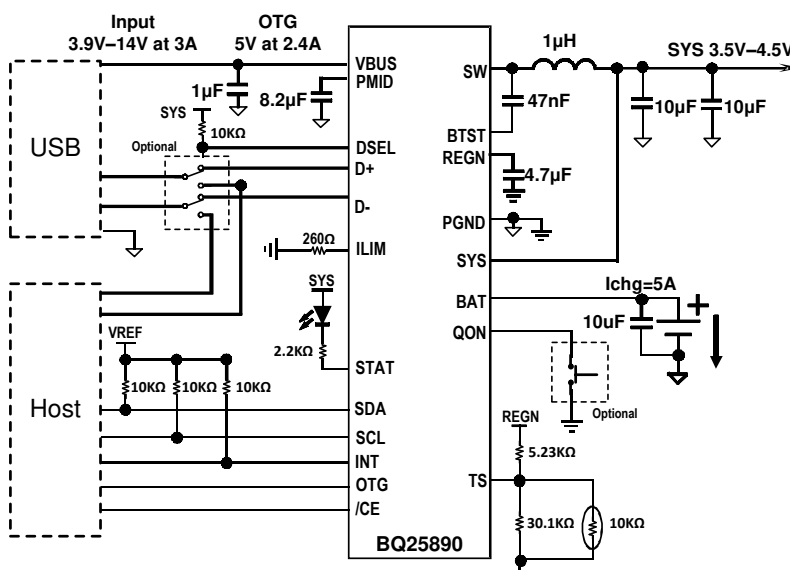 Input
3.9V–14V at 3A
OTG
5V at 2.4A
1µH
SYS 3.5V–4.5V
VBUS
PMID
SW
1µF
8.2µF
SYS
10KΩ
47nF
10µF
10µF
BTST
USB
Optional
DSEL
D+
D-
REGN
4.7µF
PGND
260Ω
ILIM
SYS
SYS
Ichg=5A
BAT
10uF
QON
VREF
2.2KΩ
STAT
Host
10KΩ
10KΩ
10KΩ
SDA
SCL
INT
OTG
/CE
Optional
REGN
5.23KΩ
TS
30.1KΩ
10KΩ
BQ25890